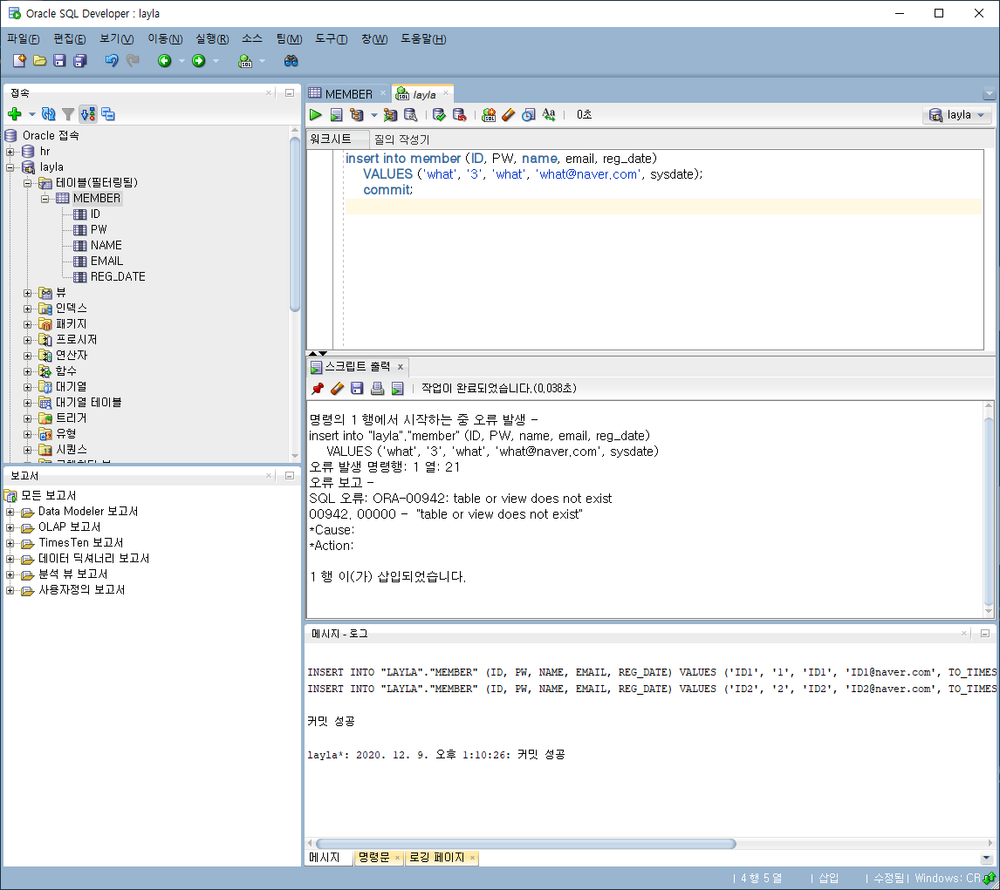 Oracle SQL Developer : layla
파일(F) 편집(E) 보기(V) 이동(N) 실행(R) 소스 팀(M) 도구(T) 창(W) 도움말(H)
접속
Oracle 접속
hr
layla
테이블(필터링됨)
MEMBER
ID
PW
NAME
EMAIL
REG_DATE
뷰
인덱스
패키지
프로시저
연산자
함수
대기열
대기열 테이블
트리거
유형
시퀀스
보고서
모든 보고서
Data Modeler 보고서
OLAP 보고서
TimesTen 보고서
데이터 딕셔너리 보고서
분석 뷰 보고서
사용자정의 보고서
MEMBER layla
0초 layla
워크시트 질의 작성기
insert into member (ID, PW, name, email, reg_date)
VALUES ('what', '3', 'what', 'what@naver.com', sysdate);
commit;
스크립트 출력
작업이 완료되었습니다.(0.038초)
명령의 1 행에서 시작하는 중 오류 발생 -
insert into "layla"."member" (ID, PW, name, email, reg_date)
VALUES ('what', '3', 'what', 'what@naver.com', sysdate)
오류 발생 명령행: 1 열: 21
오류 보고 -
SQL 오류: ORA-00942: table or view does not exist
00942. 00000 -  "table or view does not exist"
*Cause:
*Action:
1 행 이(가) 삽입되었습니다.
메시지 - 로그
INSERT INTO "LAYLA"."MEMBER" (ID, PW, NAME, EMAIL, REG_DATE) VALUES ('ID1', '1', 'ID1', 'ID1@naver.com', TO_TIMES
INSERT INTO "LAYLA"."MEMBER" (ID, PW, NAME, EMAIL, REG_DATE) VALUES ('ID2', '2', 'ID2', 'ID2@naver.com', TO_TIMES
커밋 성공
layla*: 2020. 12. 9. 오후 1:10:26: 커밋 성공
메시지 명령문 로깅 페이지
4 행 5 열 삽입 수정됨 Windows: CR